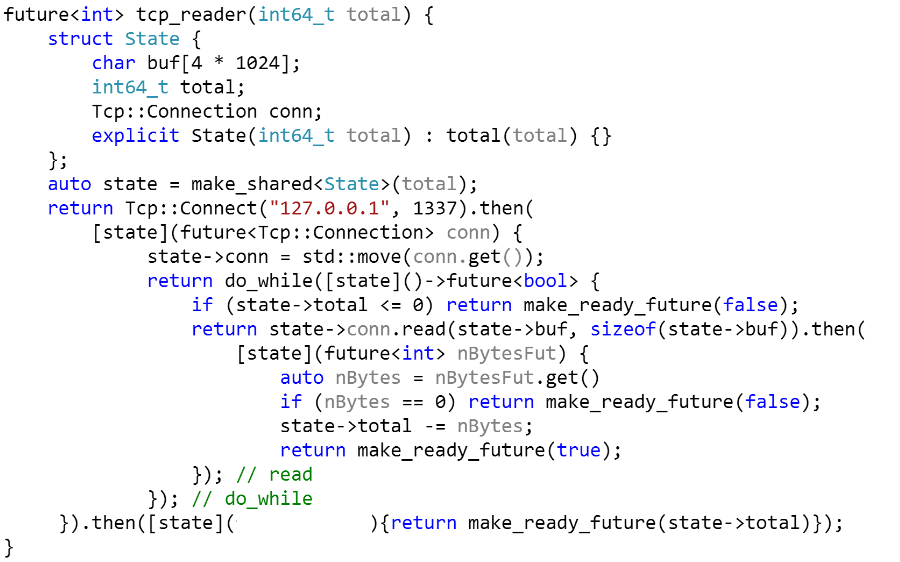 future<int> tcp_reader(int64_t total) {
    struct State {
        char buf[4 * 1024];
        int64_t total;
        Tcp::Connection conn;
        explicit State(int64_t total) : total(total) {}
    };
    auto state = make_shared<State>(total);
    return Tcp::Connect("127.0.0.1", 1337).then(
        [state](future<Tcp::Connection> conn) {
             state->conn = std::move(conn.get());
             return do_while([state]()->future<bool> {
                 if (state->total <= 0) return make_ready_future(false);
                 return state->conn.read(state->buf, sizeof(state->buf)).then(
                     [state](future<int> nBytesFut) {
                         auto nBytes = nBytesFut.get()
                         if (nBytes == 0) return make_ready_future(false);
                         state->total -= nBytes;
                         return make_ready_future(true);
                 }); // read
             }); // do_while
     }).then([state](            ){return make_ready_future(state->total)});
}